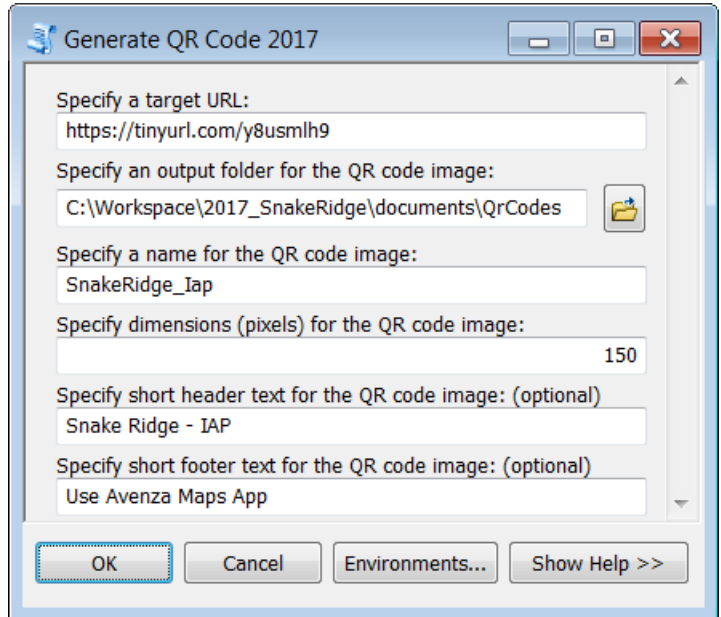 Generate QR Code 2017
Specify a target URL:
https://tinyurl.com/y8usmlh9
Specify an output folder for the QR code image:
C:\Workspace\2017_SnakeRidge\documents\QrCodes
Specify a name for the QR code image:
SnakeRidge_Iap
Specify dimensions (pixels) for the QR code image:
150
Specify short header text for the QR code image: (optional)
Snake Ridge - IAP
Specify short footer text for the QR code image: (optional)
Use Avenza Maps App
OK Cancel Environments... Show Help >>